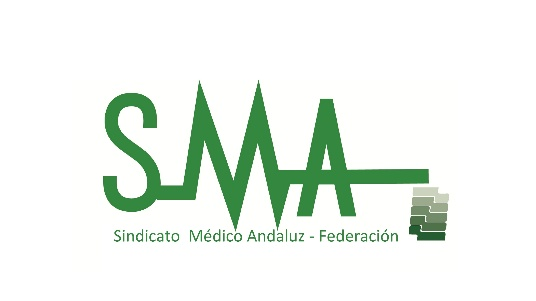 SMA
Sindicato Médico Andaluz - Federación